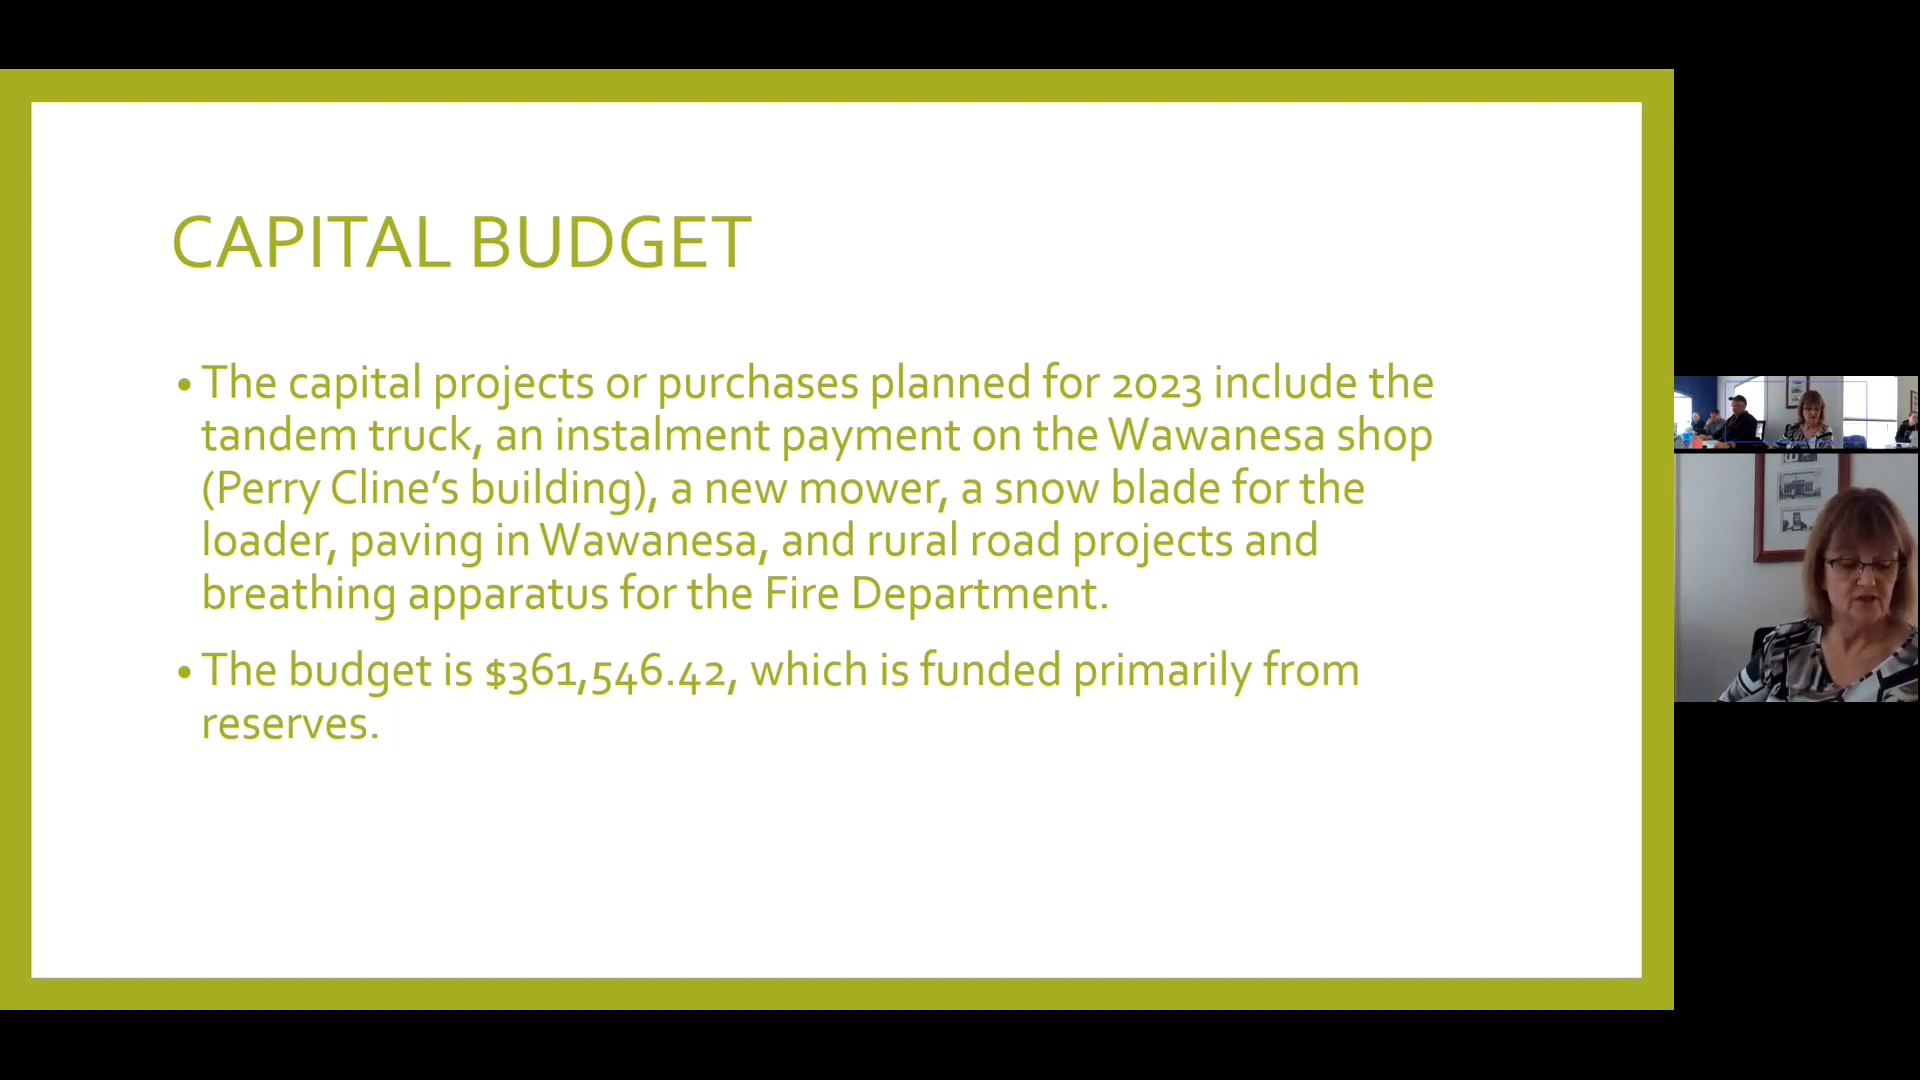 CAPITAL BUDGET
• The capital projects or purchases planned for 2023 include the
tandem truck, an instalment payment on the Wawanesa shop
(Perry Cline’s building), a new mower, a snow blade for the
loader, paving in Wawanesa, and rural road projects and
breathing apparatus for the Fire Department.
• The budget is $361,546.42, which is funded primarily from
reserves.